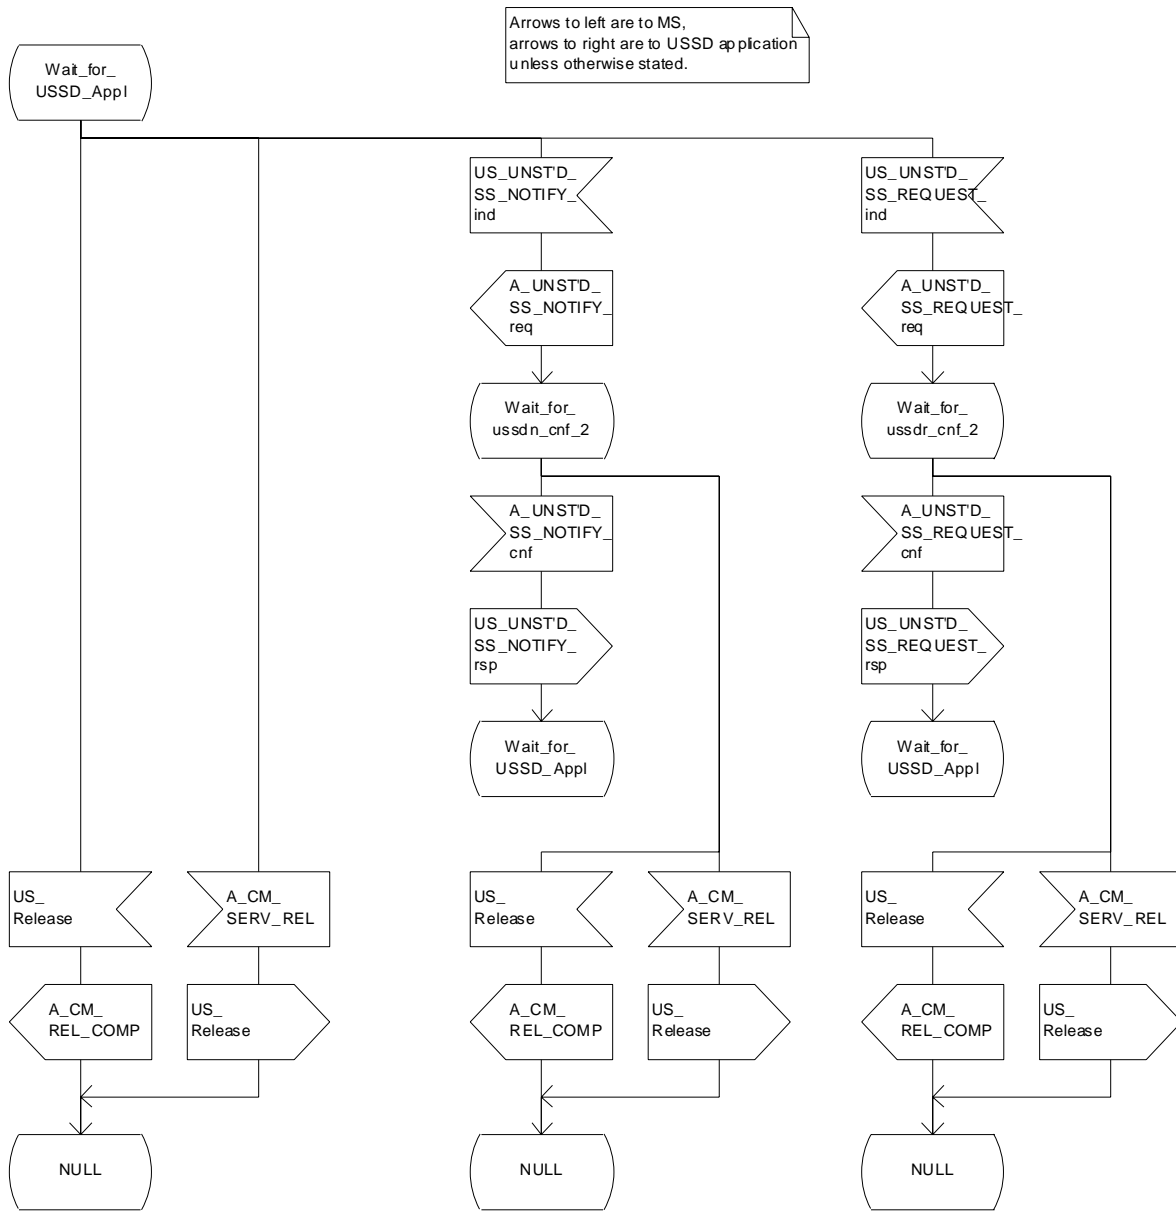 Arrows to left are to MS,
arrows to right are to USSD application
unless otherwise stated.
Wait_for_
USSD_Appl
US_UNST'D_
SS_NOTIFY_
ind
US_UNST'D_
SS_REQUEST_
ind
A_UNST'D_
SS_NOTIFY_
req
A_UNST'D_
SS_REQUEST_
req
Wait_for_
ussdn_cnf_2
Wait_for_
ussdr_cnf_2
A_UNST'D_
SS_NOTIFY_
cnf
A_UNST'D_
SS_REQUEST_
cnf
US_UNST'D_
SS_NOTIFY_
rsp
US_UNST'D_
SS_REQUEST_
rsp
Wait_for_
USSD_Appl
Wait_for_
USSD_Appl
US_
Release
A_CM_
SERV_REL
US_
Release
A_CM_
SERV_REL
US_
Release
A_CM_
SERV_REL
A_CM_
REL_COMP
US_
Release
A_CM_
REL_COMP
US_
Release
A_CM_
REL_COMP
US_
Release
NULL
NULL
NULL